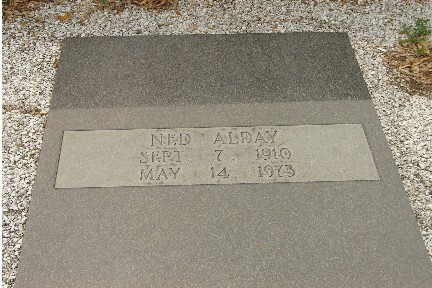 NED ALDAY
SEPT 7, 1910
MAY 14, 1973